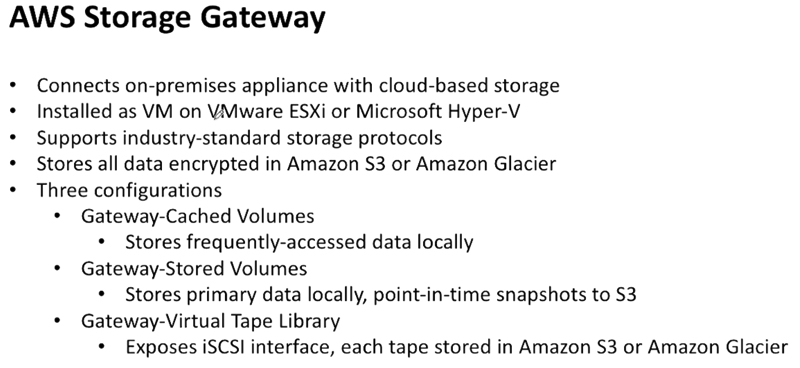 AWS Storage Gateway
• Connects on-premises appliance with cloud-based storage
• Installed as VM on VMware ESXi or Microsoft Hyper-V
• Supports industry-standard storage protocols
• Stores all data encrypted in Amazon S3 or Amazon Glacier
• Three configurations
• Gateway-Cached Volumes
• Stores frequently-accessed data locally
• Gateway-Stored Volumes
• Stores primary data locally, point-in-time snapshots to S3
• Gateway-Virtual Tape Library
• Exposes iSCSI interface, each tape stored in Amazon S3 or Amazon Glacier